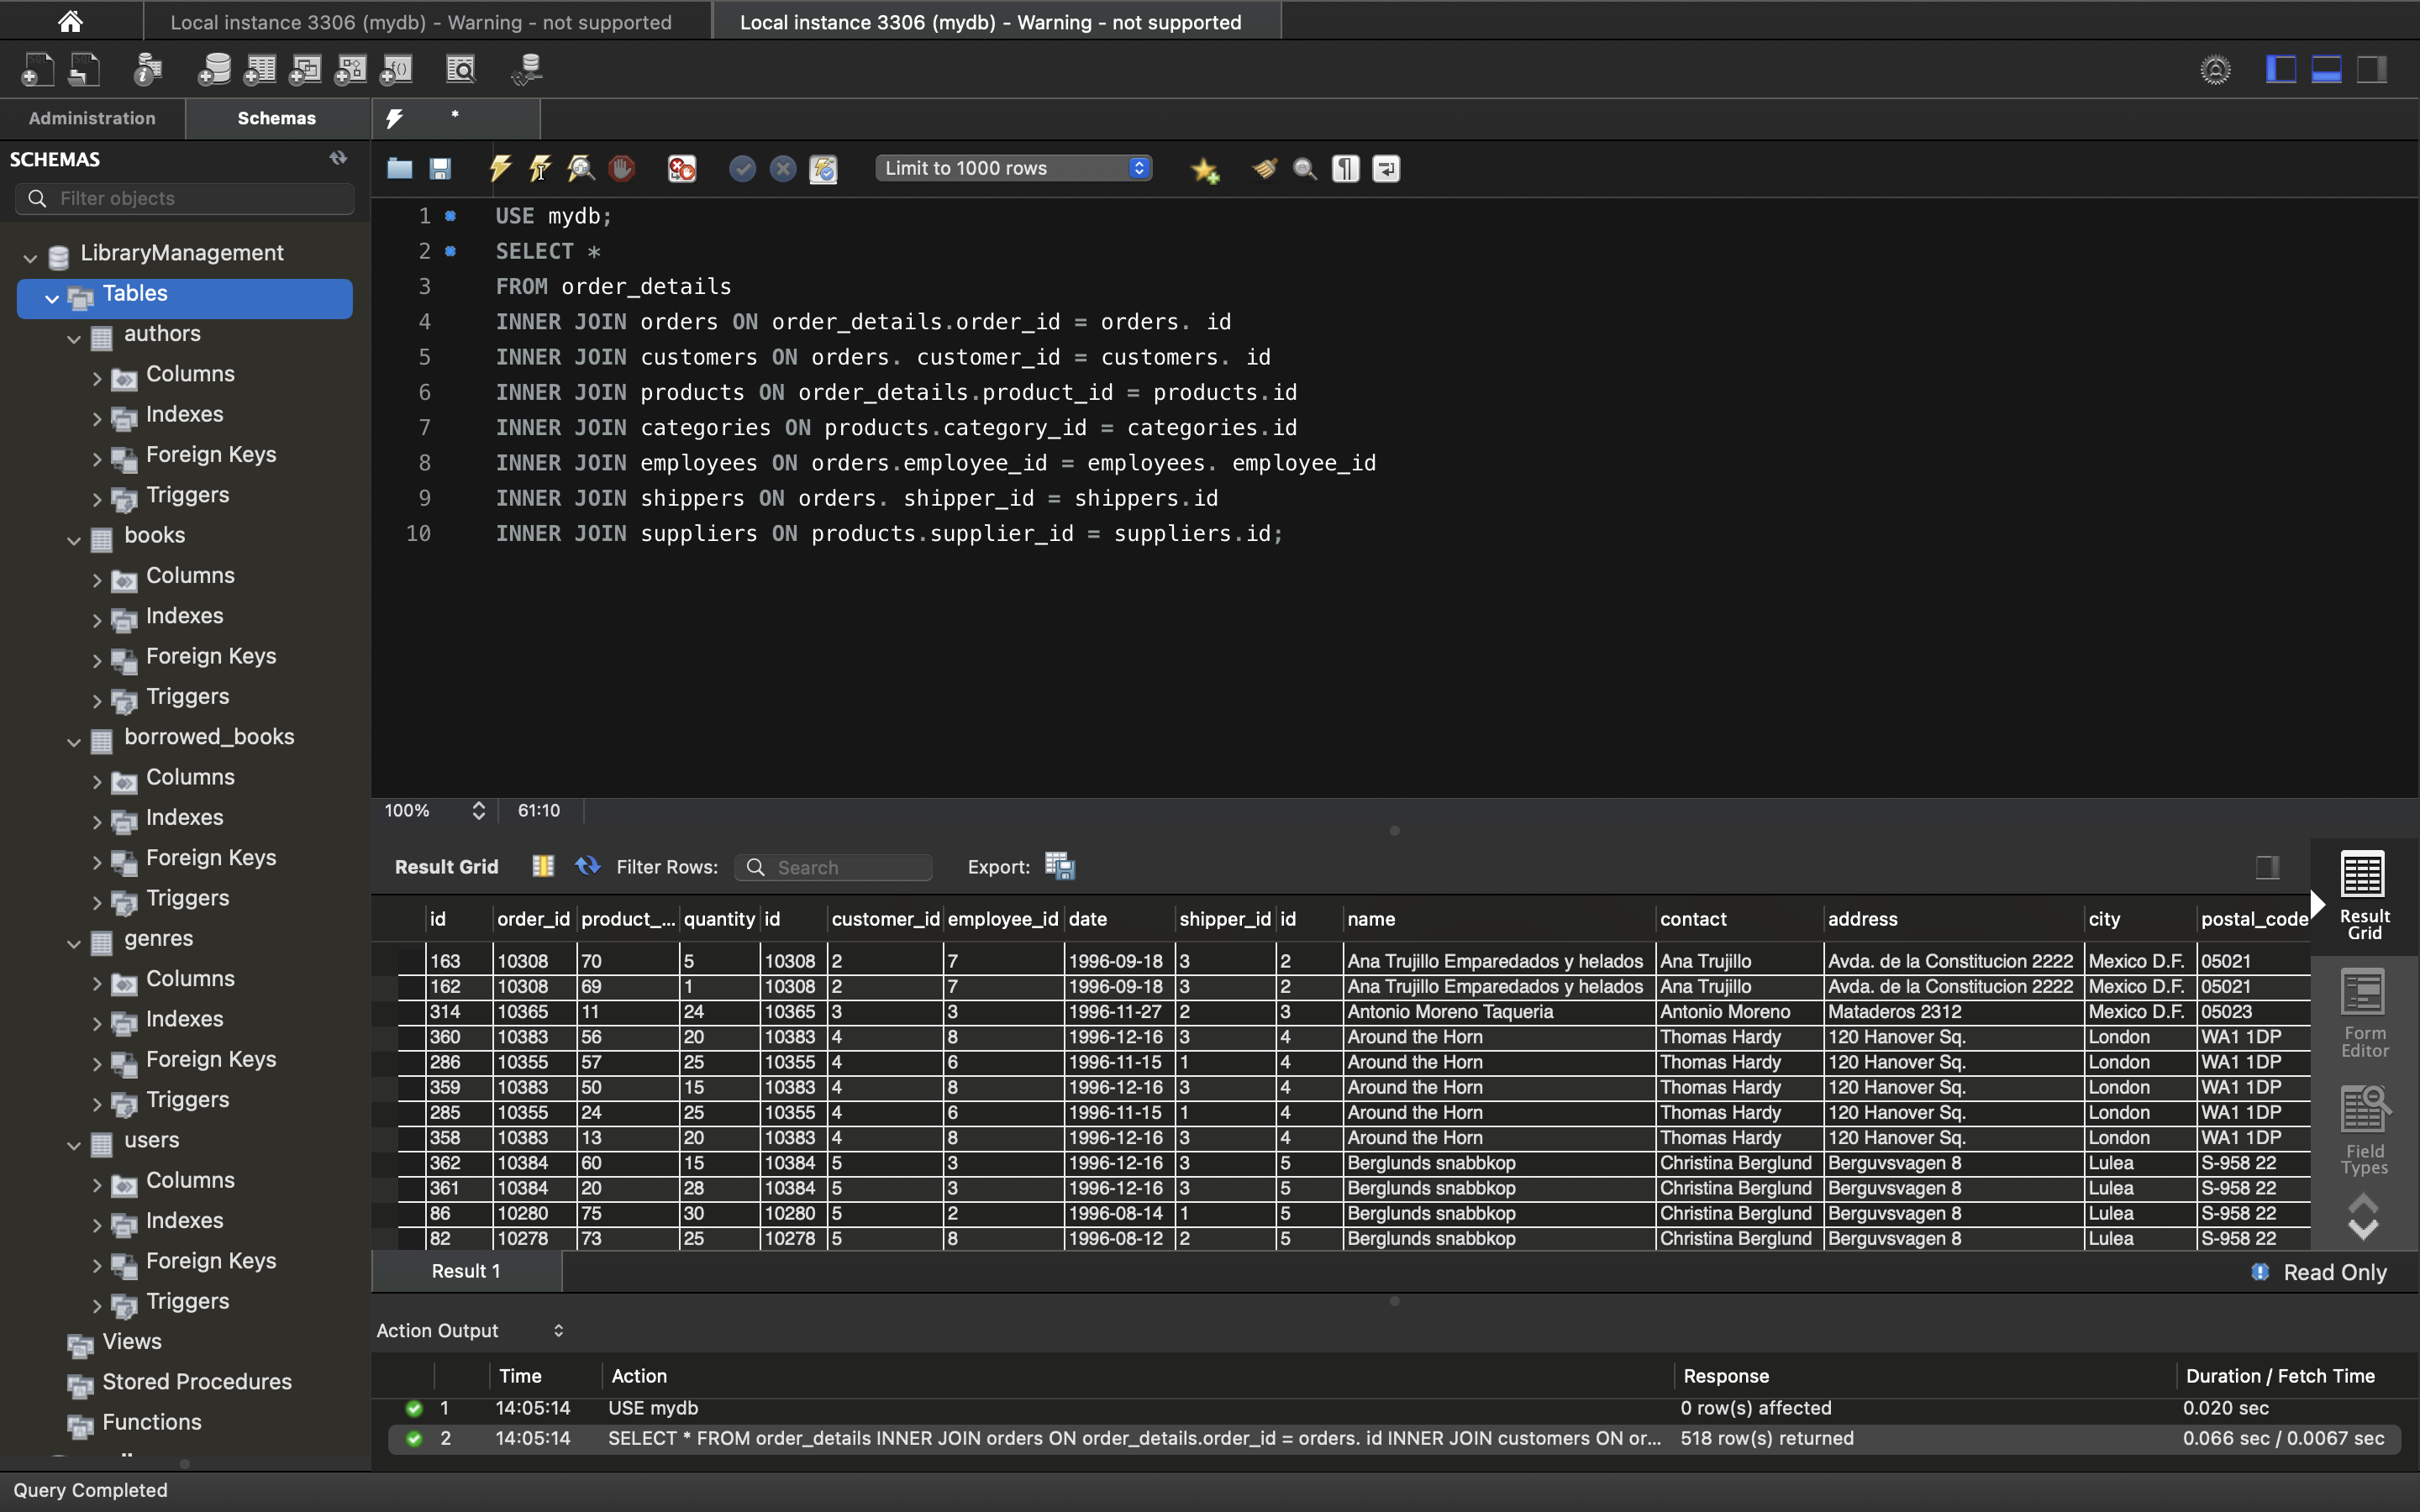 Local instance 3306 (mydb) - Warning - not supported
Local instance 3306 (mydb) - Warning - not supported
Administration
Schemas
*
SCHEMAS
Filter objects
LibraryManagement
Tables
authors
Columns
Indexes
Foreign Keys
Triggers
books
Columns
Indexes
Foreign Keys
Triggers
borrowed_books
Columns
Indexes
Foreign Keys
Triggers
genres
Columns
Indexes
Foreign Keys
Triggers
users
Columns
Indexes
Foreign Keys
Triggers
Views
Stored Procedures
Functions
Limit to 1000 rows
1 USE mydb;
2 SELECT *
3 FROM order_details
4 INNER JOIN orders ON order_details.order_id = orders. id
5 INNER JOIN customers ON orders. customer_id = customers. id
6 INNER JOIN products ON order_details.product_id = products.id
7 INNER JOIN categories ON products.category_id = categories.id
8 INNER JOIN employees ON orders.employee_id = employees. employee_id
9 INNER JOIN shippers ON orders. shipper_id = shippers.id
10 INNER JOIN suppliers ON products.supplier_id = suppliers.id;
100% 61:10
Result Grid Filter Rows: Search Export:
id order_id product_... quantity id customer_id employee_id date shipper_id id name contact address city postal_code
163 10308 70 5 10308 2 7 1996-09-18 3 2 Ana Trujillo Emparedados y helados Ana Trujillo Avda. de la Constitucion 2222 Mexico D.F. 05021
162 10308 69 1 10308 2 7 1996-09-18 3 2 Ana Trujillo Emparedados y helados Ana Trujillo Avda. de la Constitucion 2222 Mexico D.F. 05021
314 10365 11 24 10365 3 3 1996-11-27 2 3 Antonio Moreno Taqueria Antonio Moreno Mataderos 2312 Mexico D.F. 05023
360 10383 56 20 10383 4 8 1996-12-16 3 4 Around the Horn Thomas Hardy 120 Hanover Sq. London WA1 1DP
286 10355 57 25 10355 4 6 1996-11-15 1 4 Around the Horn Thomas Hardy 120 Hanover Sq. London WA1 1DP
359 10383 50 15 10383 4 8 1996-12-16 3 4 Around the Horn Thomas Hardy 120 Hanover Sq. London WA1 1DP
285 10355 24 25 10355 4 6 1996-11-15 1 4 Around the Horn Thomas Hardy 120 Hanover Sq. London WA1 1DP
358 10383 13 20 10383 4 8 1996-12-16 3 4 Around the Horn Thomas Hardy 120 Hanover Sq. London WA1 1DP
362 10384 60 15 10384 5 3 1996-12-16 3 5 Berglunds snabbkop Christina Berglund Berguvsvagen 8 Lulea S-958 22
361 10384 20 28 10384 5 3 1996-12-16 3 5 Berglunds snabbkop Christina Berglund Berguvsvagen 8 Lulea S-958 22
86 10280 75 30 10280 5 2 1996-08-14 1 5 Berglunds snabbkop Christina Berglund Berguvsvagen 8 Lulea S-958 22
82 10278 73 25 10278 5 8 1996-08-12 2 5 Berglunds snabbkop Christina Berglund Berguvsvagen 8 Lulea S-958 22
Result
Grid
Form
Editor
Field
Types
Result 1
Read Only
Action Output
Time Action Response Duration / Fetch Time
1 14:05:14 USE mydb 0 row(s) affected 0.020 sec
2 14:05:14 SELECT * FROM order_details INNER JOIN orders ON order_details.order_id = orders. id INNER JOIN customers ON or... 518 row(s) returned 0.066 sec / 0.0067 sec
Query Completed